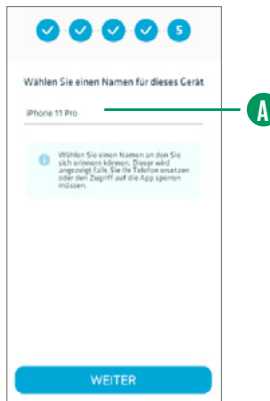 5
Wählen Sie einen Namen für dieses Gerät
iPhone 11 Pro
A
Wählen Sie einen Namen an den Sie
sich erinnern können. Dieser wird
angezeigt falls Sie Ihr Telefon ersetzen
oder den Zugriff auf die App sperren
müssen.
WEITER